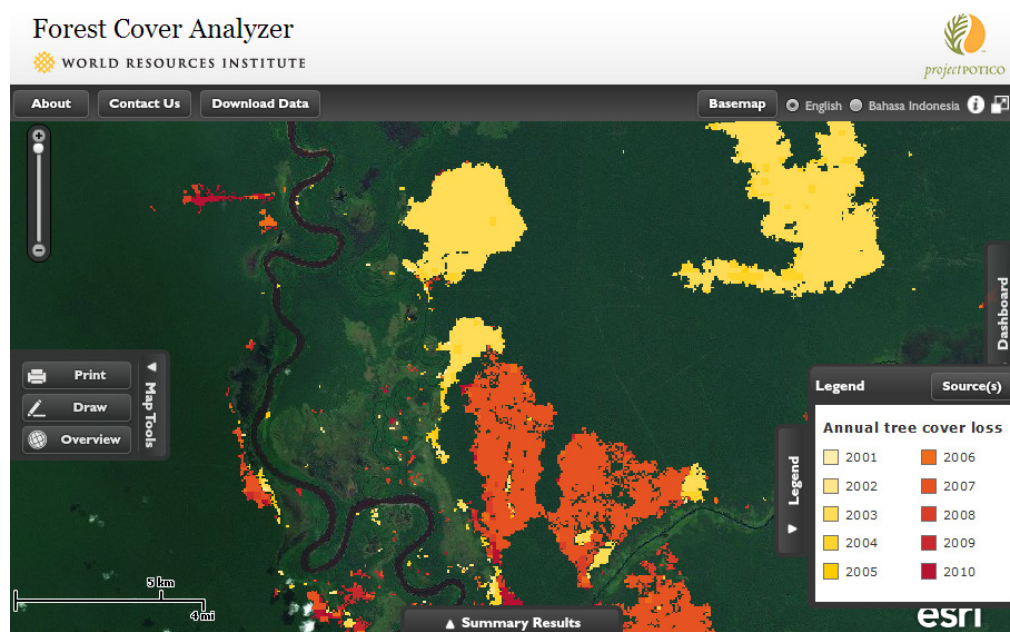 Forest Cover Analyzer
WORLD RESOURCES INSTITUTE
projectPOTICO
About
Contact Us
Download Data
Basemap
English
Bahasa Indonesia
Dashboard
Print
Draw
Overview
Map Tools
Legend
Source(s)
Legend
Annual tree cover loss
2001
2002
2003
2004
2005
2006
2007
2008
2009
2010
5 km
4 mi
Summary Results
esri